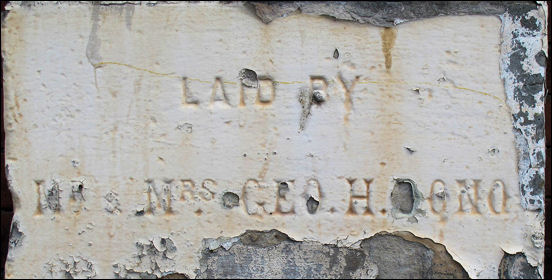 LAID BY
MR & MRS. GEO. H.